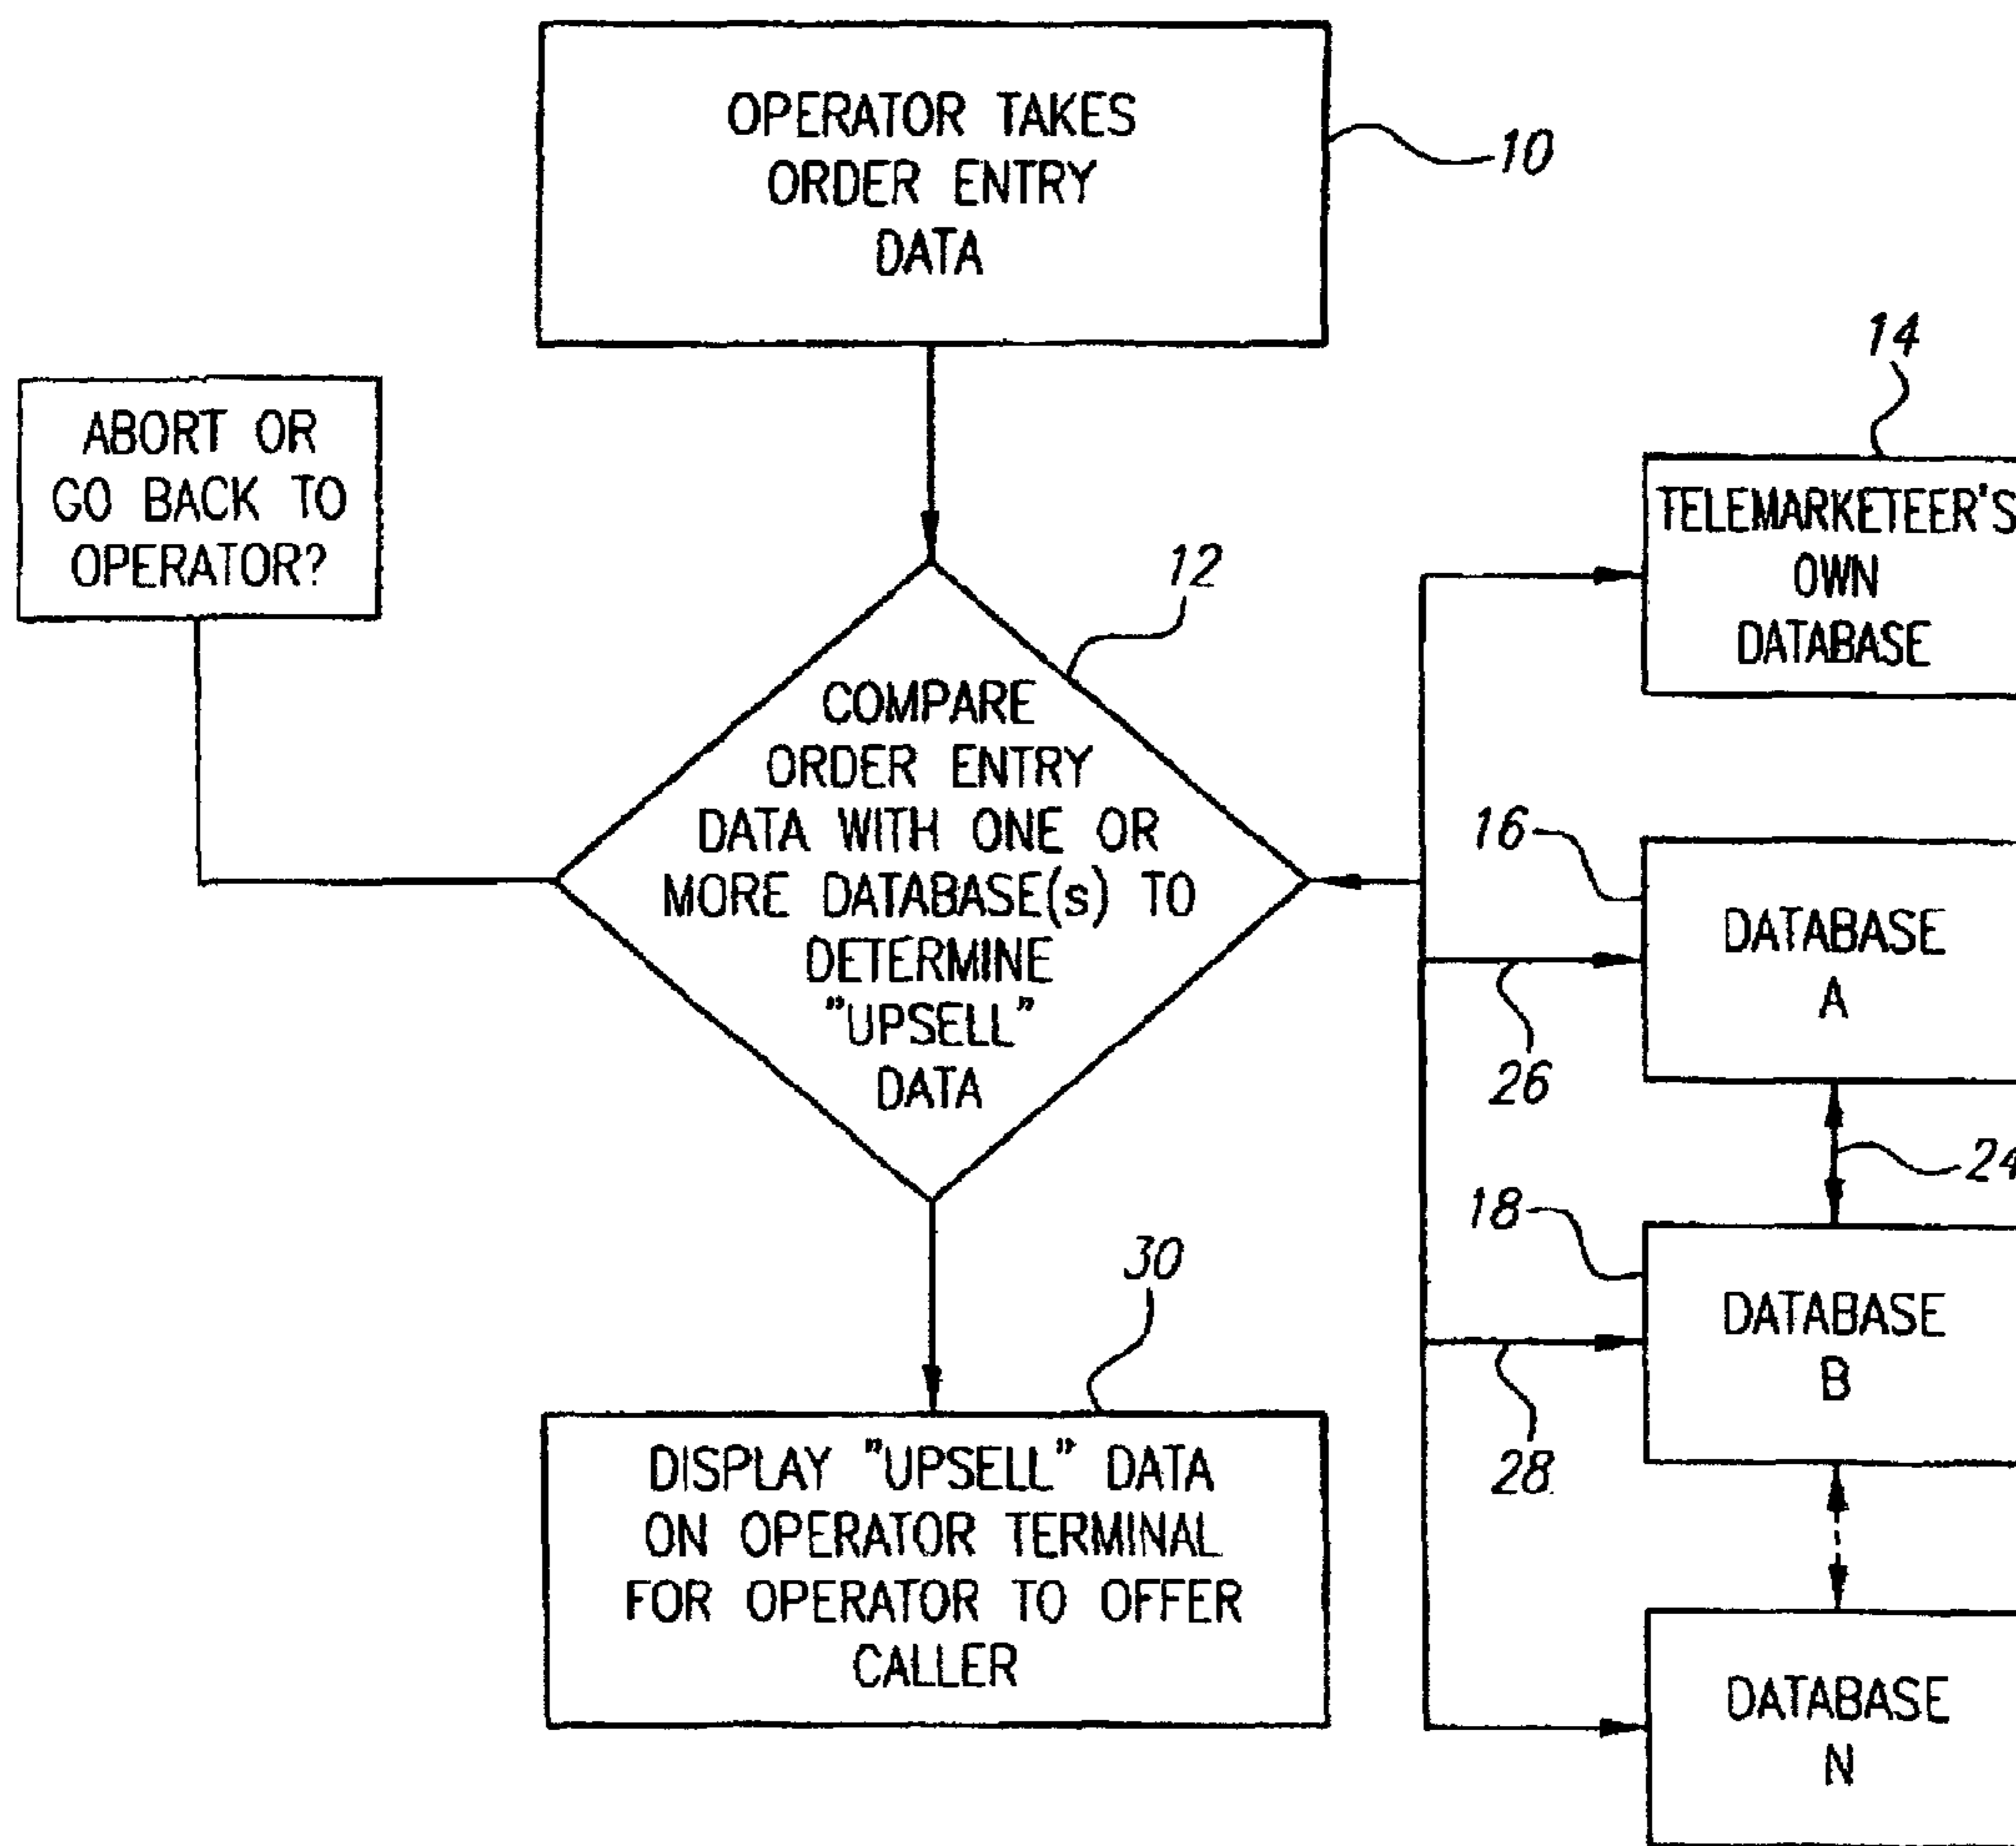 OPERATOR TAKES
ORDER ENTRY
DATA
10
ABORT OR
GO BACK TO
OPERATOR?
12
COMPARE
ORDER ENTRY
DATA WITH ONE OR
MORE DATABASE(s) TO
DETERMINE
"UPSELL"
DATA
14
TELEMARKETEER'S
OWN
DATABASE
16
DATABASE
A
26
24
18
DATABASE
B
28
30
DISPLAY "UPSELL" DATA
ON OPERATOR TERMINAL
FOR OPERATOR TO OFFER
CALLER
DATABASE
N